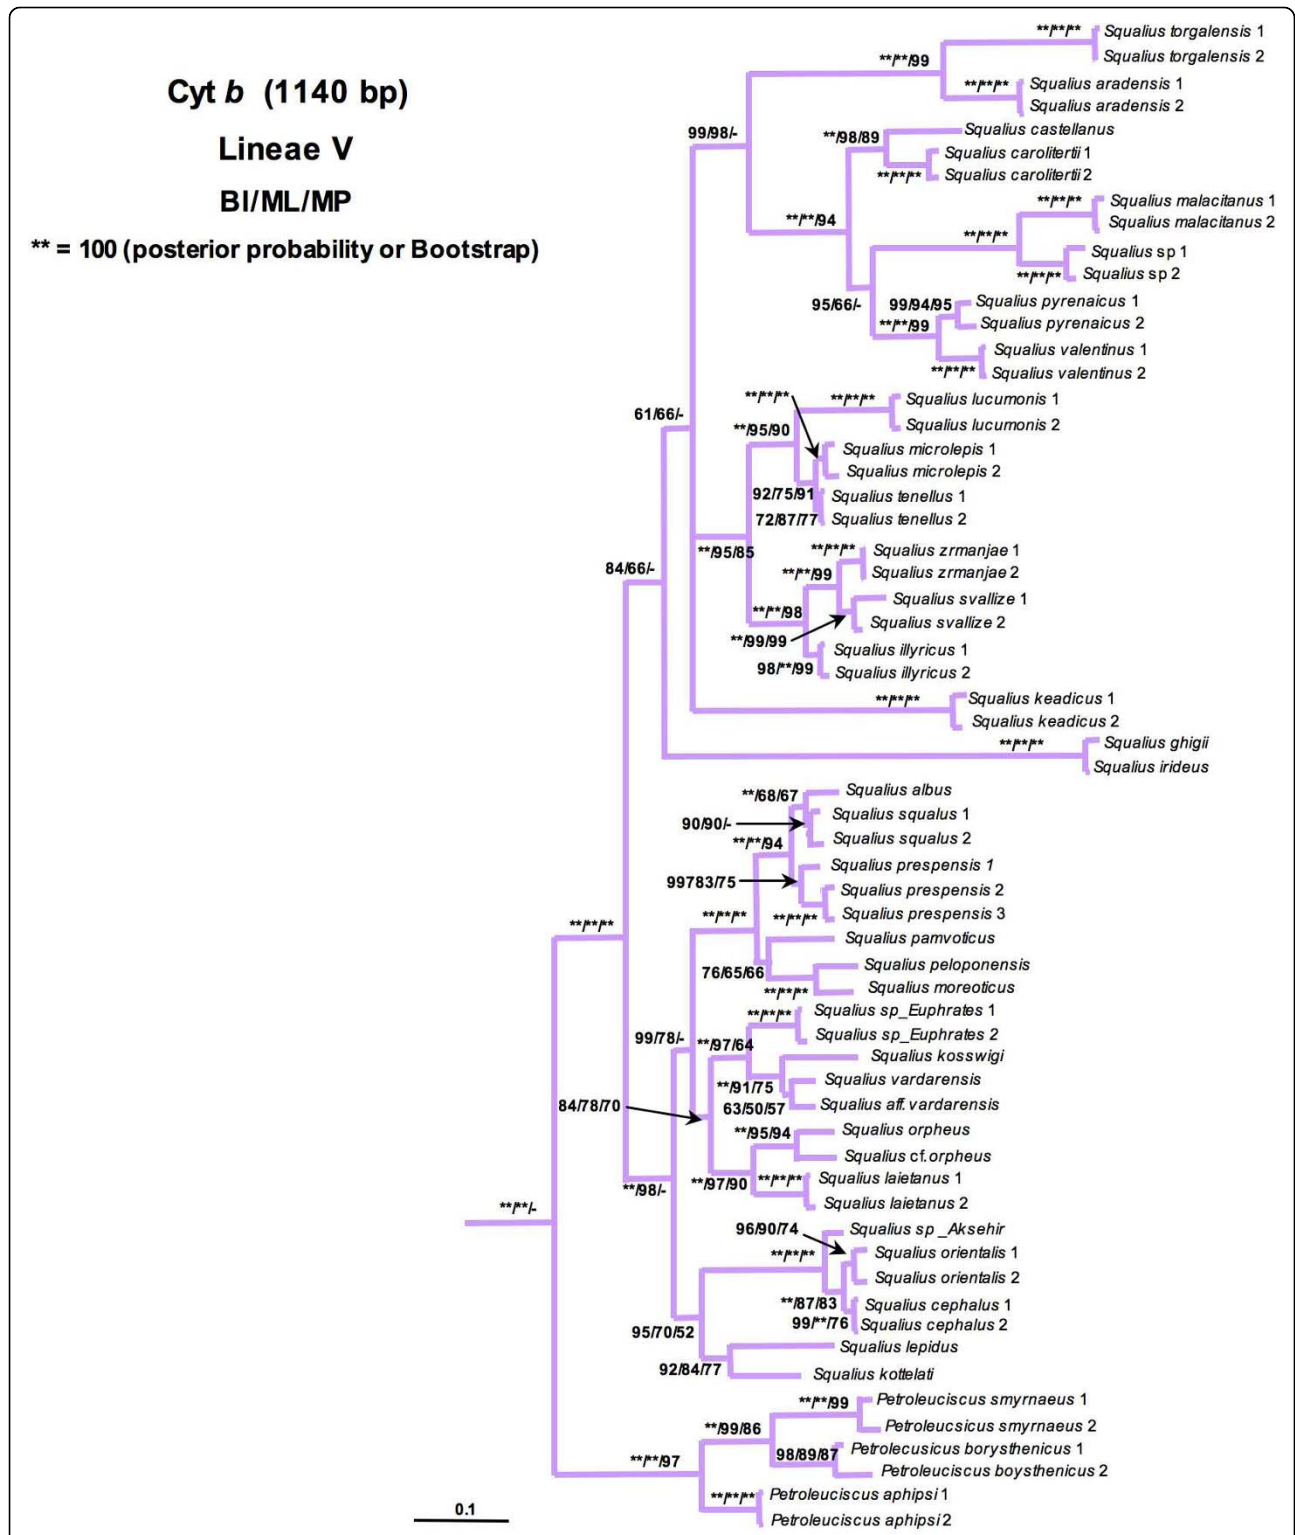 Cyt b (1140 bp)
Lineae V
BI/ML/MP
** = 100 (posterior probability or Bootstrap)
**/**/** Squalius torgalensis 1
Squalius torgalensis 2
**/**/99
**/**/** Squalius aradensis 1
Squalius aradensis 2
99/98/-
**/98/89 Squalius castellanus
Squalius carolitertii 1
**/**/** Squalius carolitertii 2
**/**/94
**/**/** Squalius malacitanus 1
Squalius malacitanus 2
**/**/**
Squalius sp 1
**/**/** Squalius sp 2
95/66/-
99/94/95 Squalius pyrenaicus 1
**/**/99 Squalius pyrenaicus 2
Squalius valentinus 1
**/**/** Squalius valentinus 2
**/**/**
**/**/** Squalius lucumonis 1
Squalius lucumonis 2
61/66/-
**/95/90
Squalius microlepis 1
Squalius microlepis 2
92/75/91 Squalius tenellus 1
72/87/77 Squalius tenellus 2
**/95/85
**/**/** Squalius zrmanjae 1
**/**/99 Squalius zrmanjae 2
84/66/-
Squalius svallize 1
**/**/98
Squalius svallize 2
**/99/99
Squalius illyricus 1
98/**/99 Squalius illyricus 2
**/**/** Squalius keadicus 1
Squalius keadicus 2
**/**/** Squalius ghigii
Squalius irideus
**/68/67 Squalius albus
Squalius squalus 1
90/90/-
Squalius squalus 2
**/**/94
Squalius prespensis 1
99783/75
Squalius prespensis 2
**/**/** **/**/** Squalius prespensis 3
**/**/**
Squalius pamvoticus
76/65/66 Squalius peloponensis
**/**/** Squalius moreoticus
**/**/** Squalius sp_Euphrates 1
Squalius sp_Euphrates 2
99/78/- **/97/64
Squalius kosswigi
**/91/75 Squalius vardarensis
84/78/70 63/50/57 Squalius aff. vardarensis
**/95/94 Squalius orpheus
Squalius cf. orpheus
**/97/90 **/**/** Squalius laietanus 1
**/98/-
Squalius laietanus 2
**/**/-
96/90/74 Squalius sp _Aksehir
**/**/** Squalius orientalis 1
Squalius orientalis 2
**/87/83 Squalius cephalus 1
99/**/76 Squalius cephalus 2
95/70/52
Squalius lepidus
92/84/77 Squalius kottelati
**/**/99 Petroleuciscus smyrnaeus 1
**/99/86 Petroleucsicus smyrnaeus 2
98/89/87 Petrolecusicus borysthenicus 1
**/**/97 Petroleuciscus boysthenicus 2
**/**/** Petroleuciscus aphipsi 1
Petroleuciscus aphipsi 2
0.1